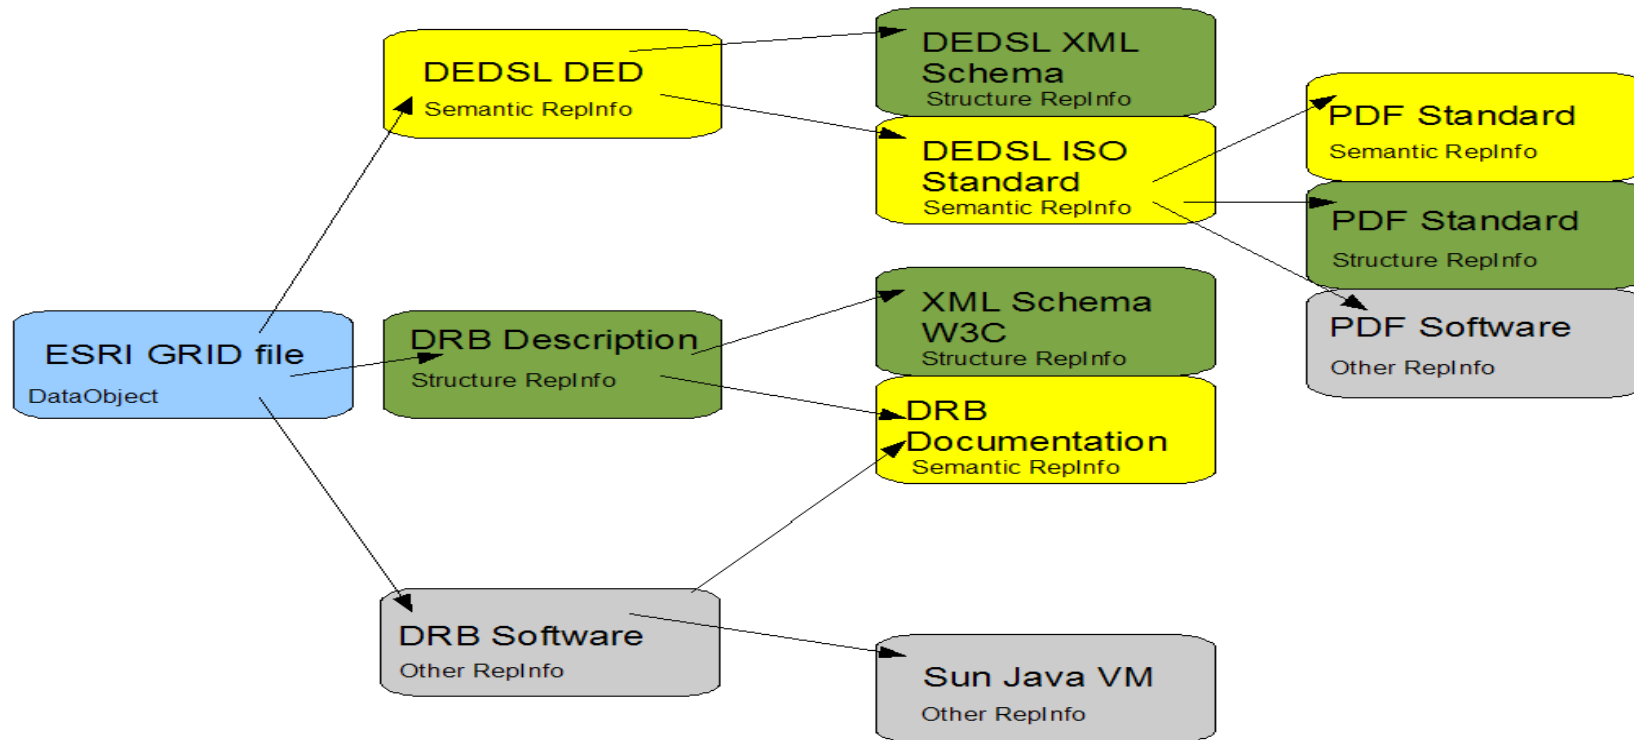 ESRI GRID file
DataObject
DEDSL DED
Semantic RepInfo
DRB Description
Structure RepInfo
DRB Software
Other RepInfo
DEDSL XML
Schema
Structure RepInfo
DEDSL ISO
Standard
Semantic RepInfo
XML Schema
W3C
Structure RepInfo
DRB
Documentation
Semantic RepInfo
Sun Java VM
Other RepInfo
PDF Standard
Semantic RepInfo
PDF Standard
Structure RepInfo
PDF Software
Other RepInfo